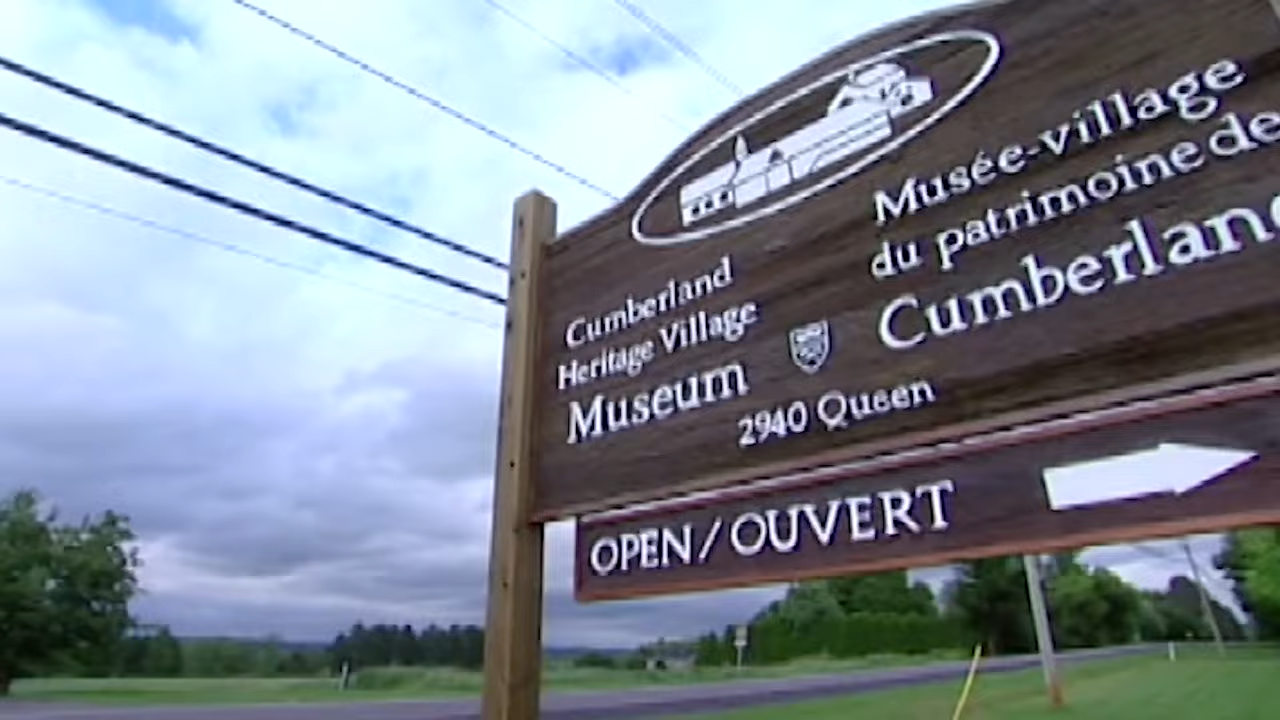 Cumberland
Heritage Village
Museum
Musée-village
du patrimoine de
Cumberland
2940 Queen
OPEN/OUVERT